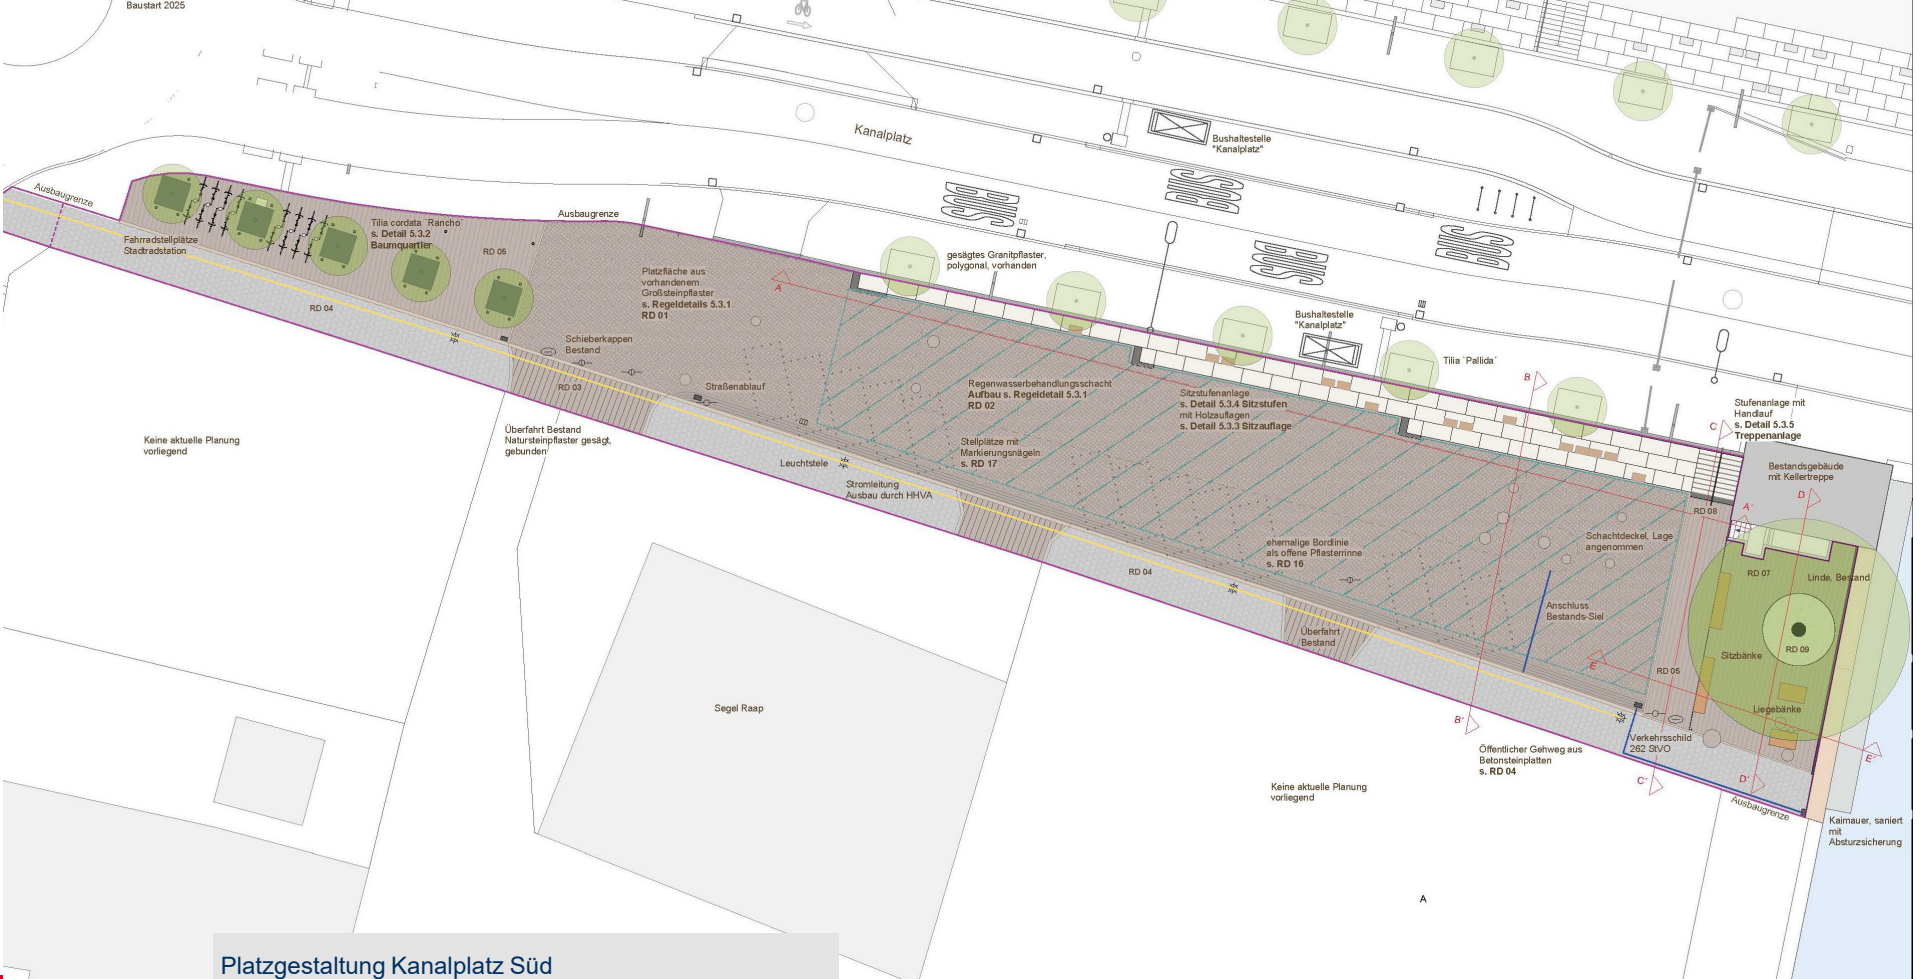 Baustart 2025
Kanalplatz
Bushaltestelle
"Kanalplatz"
BUS
BUS
BUS
BUS
Ausbaugrenze
Ausbaugrenze
Fahrradstellplätze
Stadtradstation
Tilia cordata `Rancho`
s. Detail 5.3.2
Baumquartier
RD 05
RD 04
Platzfläche aus
vorhandenem
Großsteinpflaster
s. Regeldetails 5.3.1
RD 01
A
gesägtes Granitpflaster,
polygonal, vorhanden
Bushaltestelle
"Kanalplatz"
Tilia `Pallida`
Schieberkappen
Bestand
RD 03
Straßenablauf
Regenwasserbehandlungsschacht
Aufbau s. Regeldetail 5.3.1
RD 02
Sitzstufenanlage
s. Detail 5.3.4 Sitzstufen
mit Holzauflagen
s. Detail 5.3.3 Sitzauflage
B
Stufenanlage mit
Handlauf
s. Detail 5.3.5
Treppenanlage
C
Keine aktuelle Planung
vorliegend
Überfahrt Bestand
Natursteinpflaster gesägt,
gebunden
Stellplätze mit
Markierungsnägeln
s. RD 17
Leuchtstele
Stromleitung
Ausbau durch HHVA
Bestandsgebäude
mit Kellertreppe
D
A´
RD 08
ehemalige Bordlinie
als offene Pflasterrinne
s. RD 16
Schachtdeckel, Lage
angenommen
RD 04
RD 07
Linde, Bestand
Anschluss
Bestands-Siel
Überfahrt
Bestand
RD 09
Sitzbänke
E
RD 05
Segel Raap
Liegebänke
B´
Verkehrsschild
262 StVO
E´
Öffentlicher Gehweg aus
Betonsteinplatten
s. RD 04
C´
D´
Keine aktuelle Planung
vorliegend
Ausbaugrenze
Kaimauer, saniert
mit
Absturzsicherung
A
Platzgestaltung Kanalplatz Süd